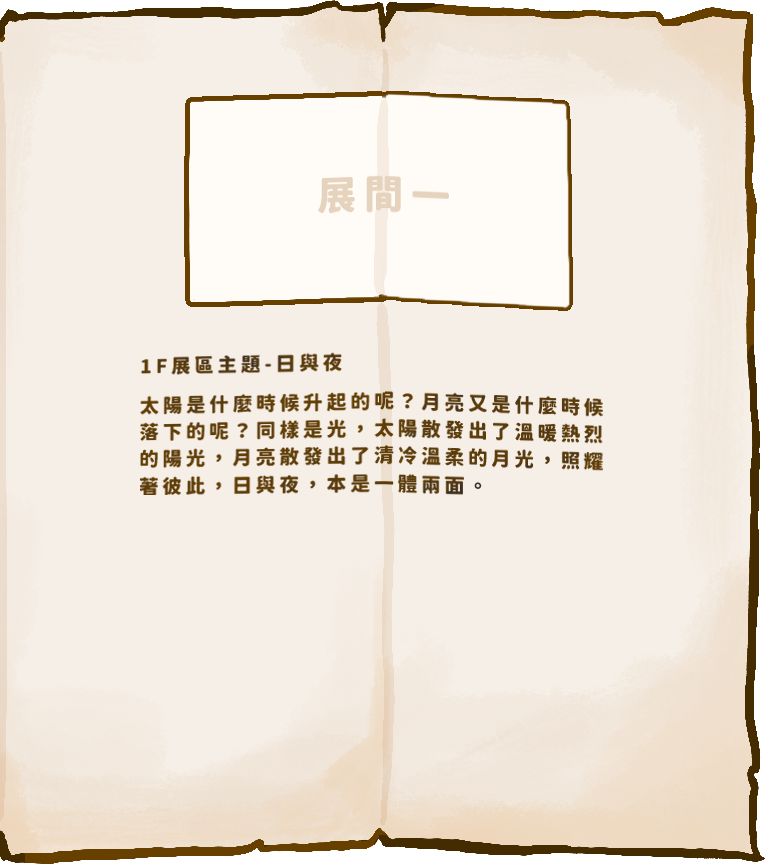 展間一
1F展區主題-日與夜
太陽是什麼時候升起的呢？月亮又是什麼時候
落下的呢？同樣是光，太陽散發出了溫暖熱烈
的陽光，月亮散發出了清冷溫柔的月光，照耀
著彼此，日與夜，本是一體兩面。